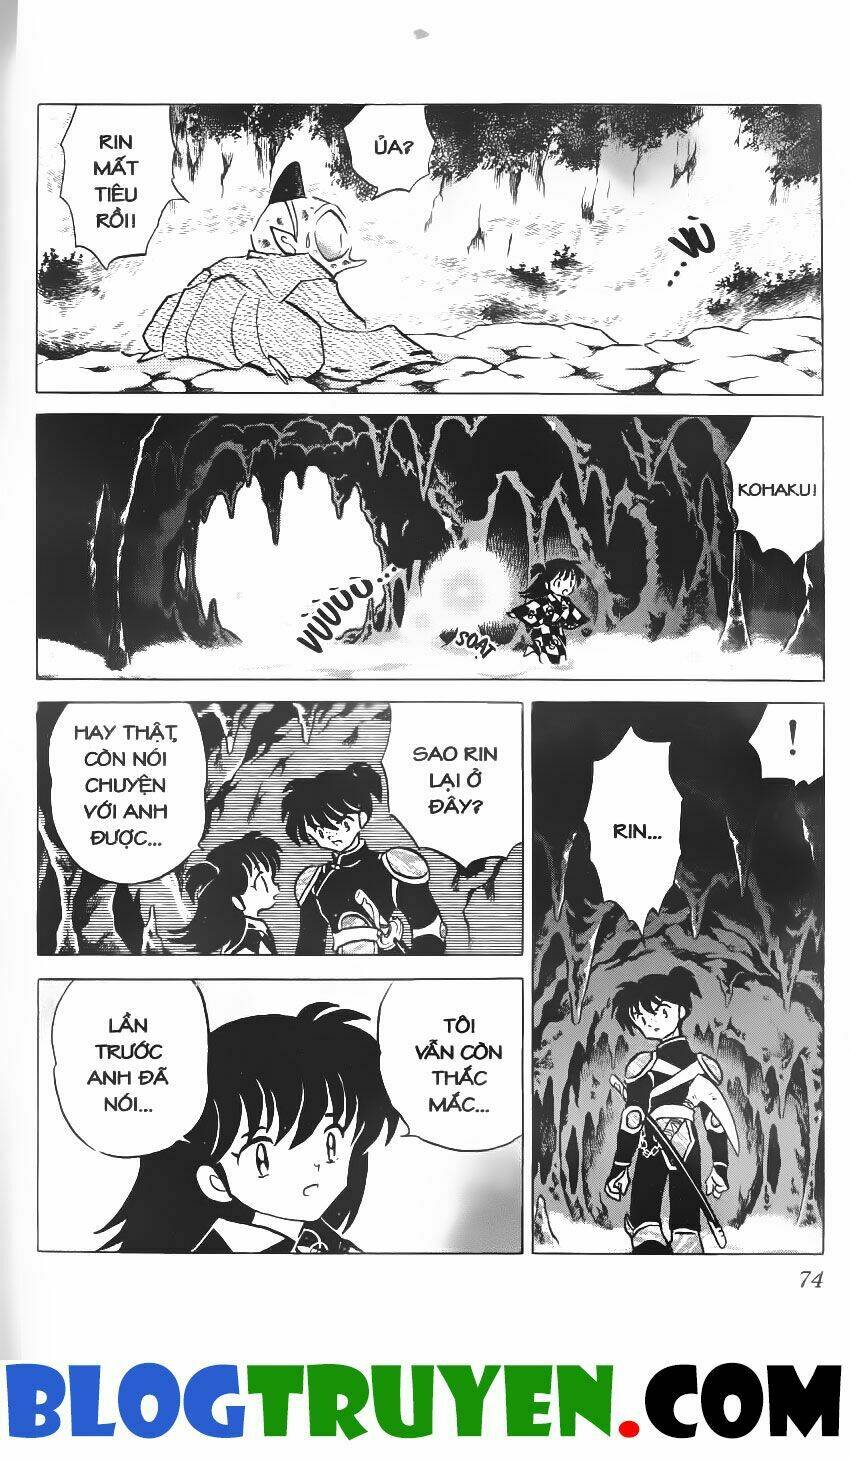 ỦA?
RIN
MẤT
TIÊU
RỒI!
...VÙ
KOHAKU!
VUUUÙ...
SOẠT
!
RIN...
SAO RIN
LẠI Ở
ĐÂY?
HAY THẬT,
CÒN NÓI
CHUYỆN
VỚI ANH
ĐƯỢC...
TÔI
VẪN CÒN
THẮC
MẮC...
LẦN
TRƯỚC
ANH ĐÃ
NÓI...
74
BLOGTRUYEN.COM